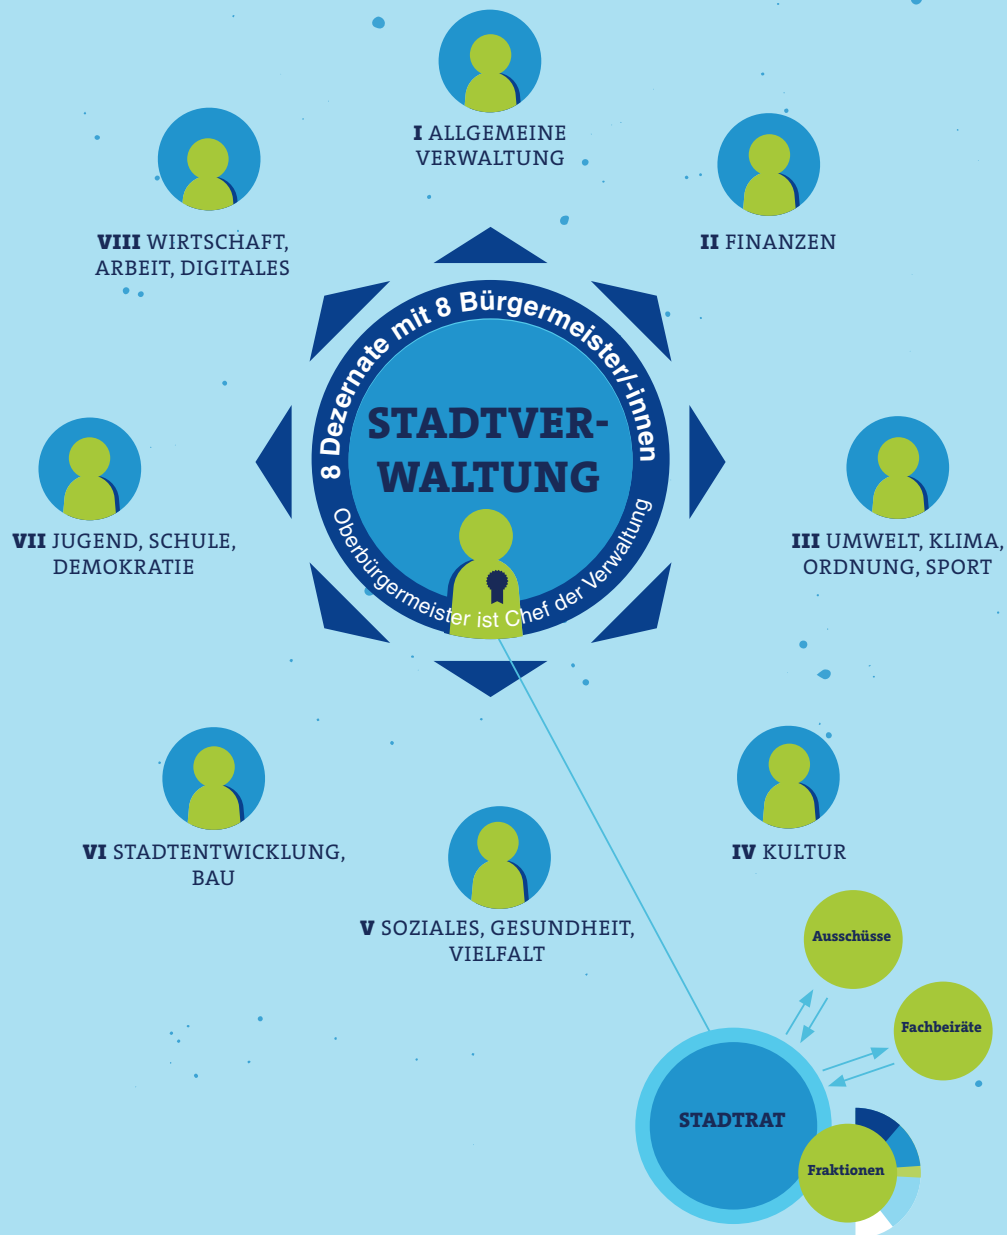 I ALLGEMEINE
VERWALTUNG
VIII WIRTSCHAFT,
ARBEIT, DIGITALES
II FINANZEN
8 Dezernate mit 8 Bürgermeister/-innen
STADTVER-
WALTUNG
Oberbürgermeister ist Chef der Verwaltung
VII JUGEND, SCHULE,
DEMOKRATIE
III UMWELT, KLIMA,
ORDNUNG, SPORT
VI STADTENTWICKLUNG,
BAU
IV KULTUR
V SOZIALES, GESUNDHEIT,
VIELFALT
Ausschüsse
Fachbeiräte
STADTRAT
Fraktionen